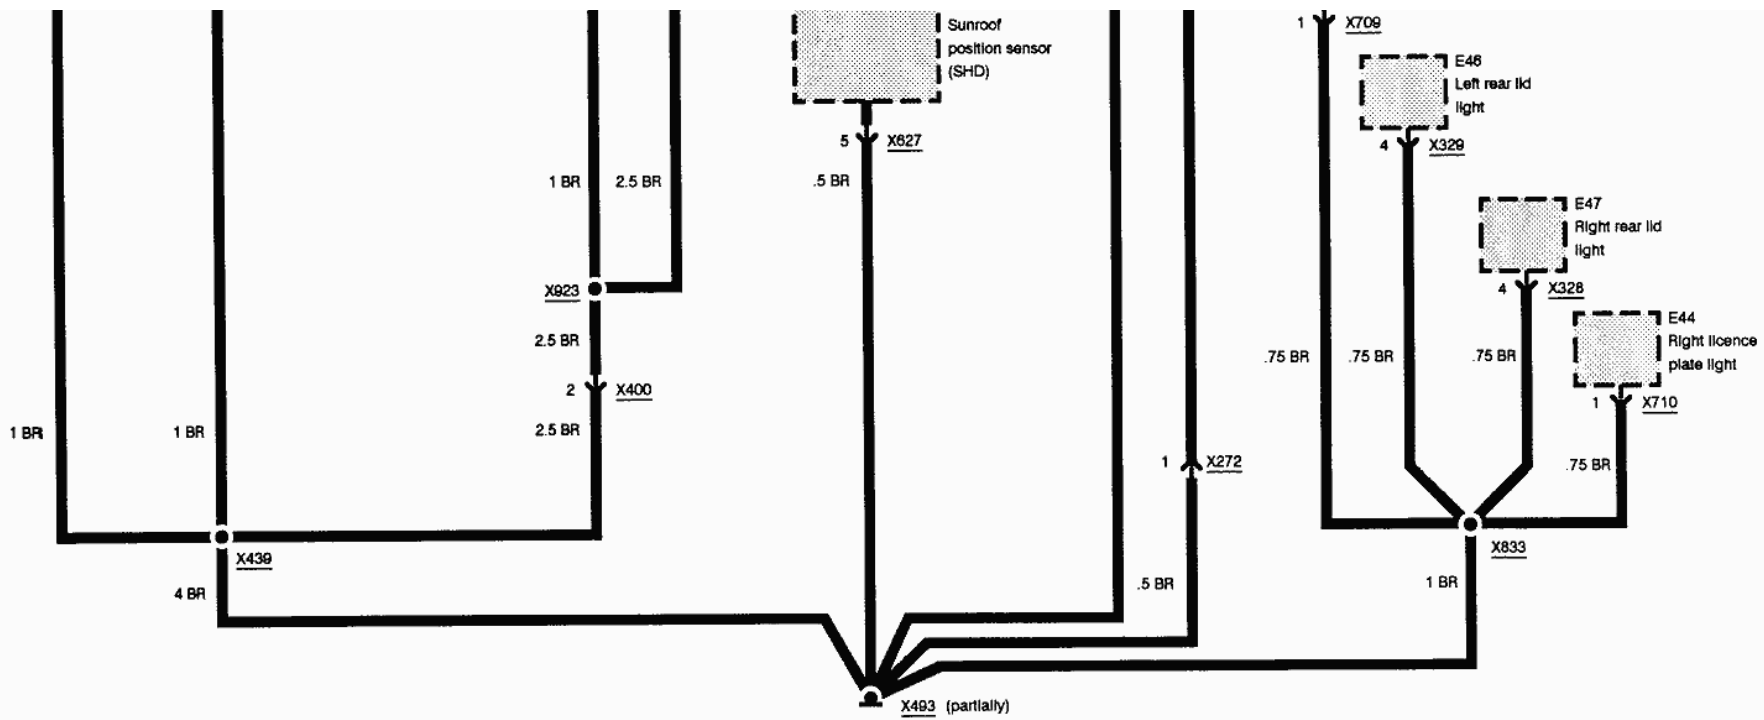 Sunroof
position sensor
(SHD)
5 X627
.5 BR
1 X709
E46
Left rear lid
light
4 X329
E47
Right rear lid
light
4 X328
E44
Right licence
plate light
1 X710
1 BR
2.5 BR
X923
2.5 BR
2 X400
2.5 BR
1 BR
1 BR
X439
4 BR
.75 BR
.75 BR
.75 BR
.75 BR
1 X272
.5 BR
X833
1 BR
X493 (partially)